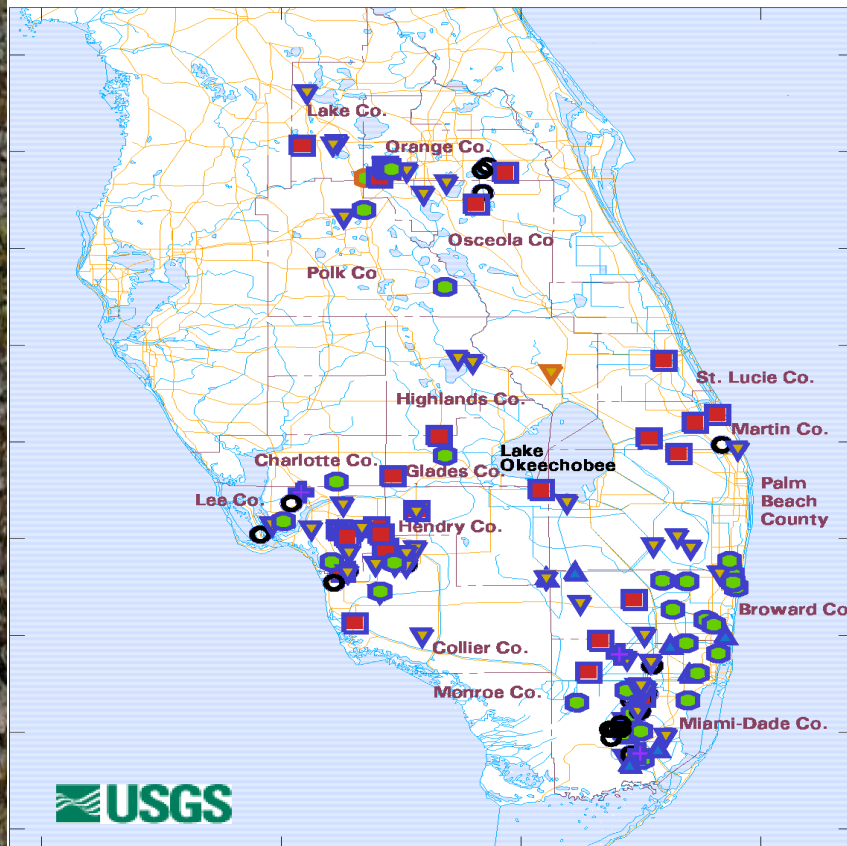 Lake Co.
Orange Co.
Osceola Co
Polk Co
St. Lucie Co.
Highlands Co.
Martin Co.
Lake
Okeechobee
Charlotte Co.
Glades Co.
Lee Co.
Palm
Beach
County
Hendry Co.
Broward Co
Collier Co.
Monroe Co.
Miami-Dade Co.
USGS